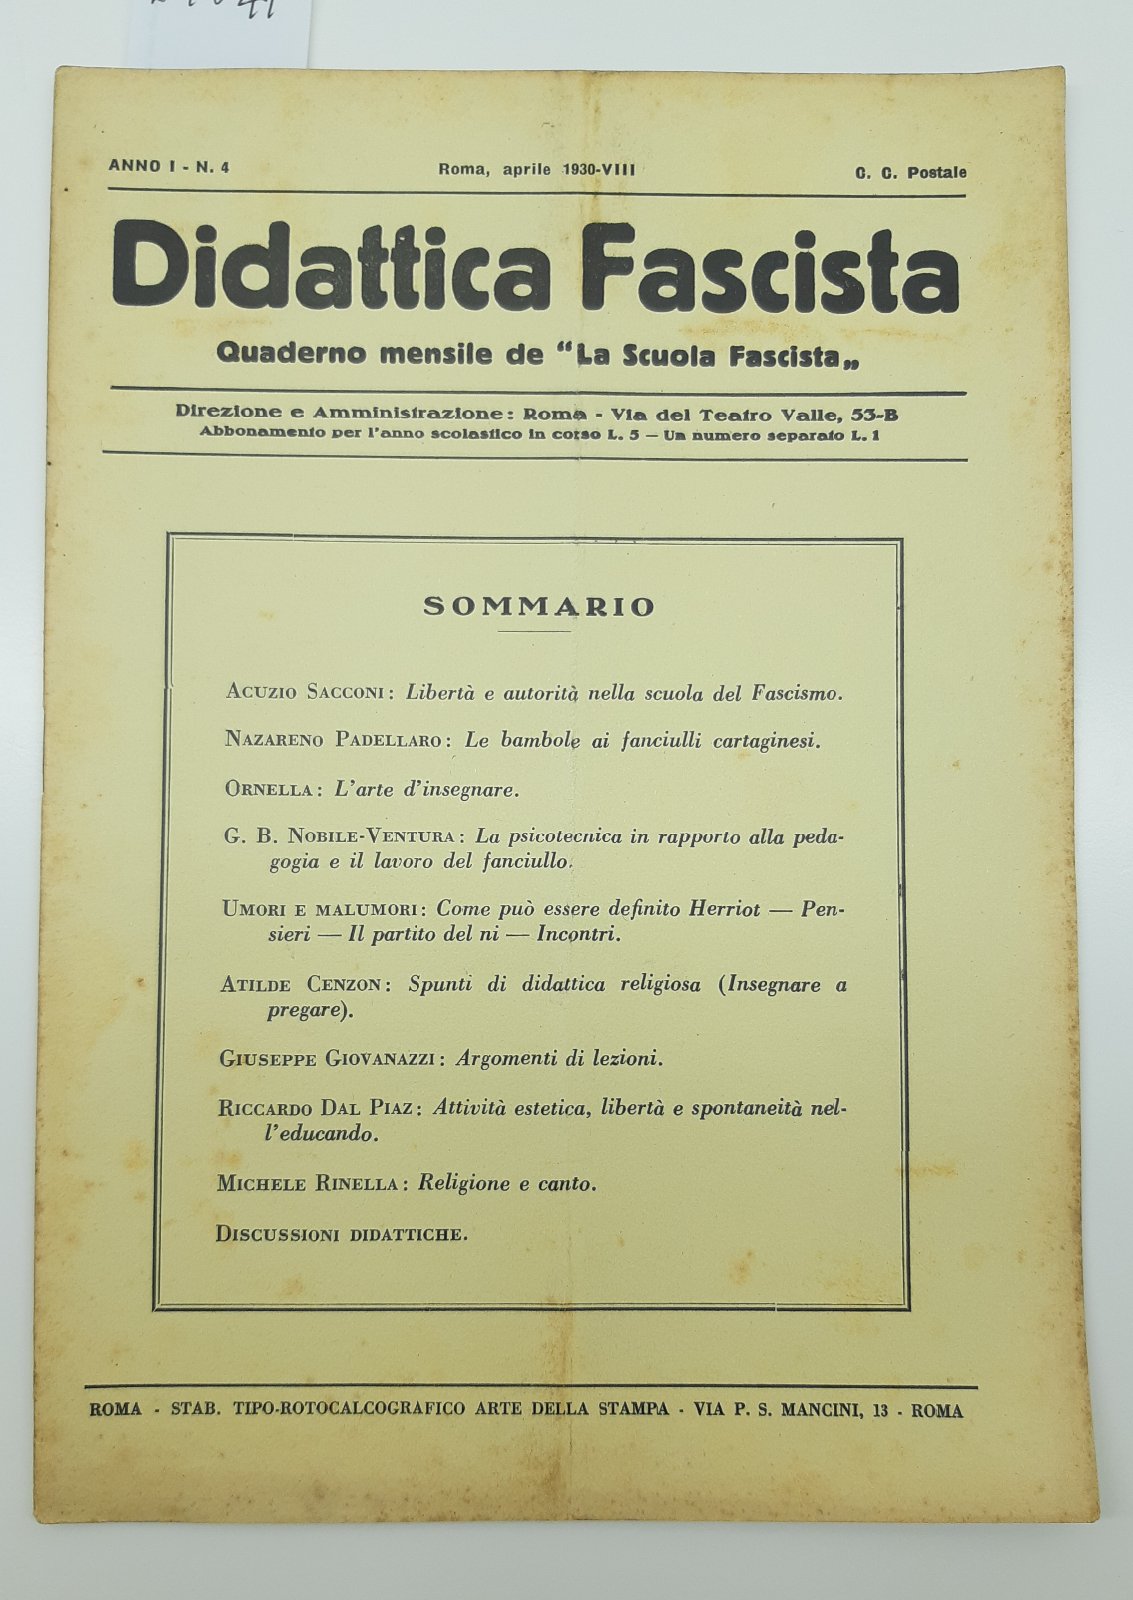 ANNO I - N. 4 Roma, aprile 1930-VIII C. C. Postale
Didattica Fascista
Quaderno mensile de “La Scuola Fascista„
Direzione e Amministrazione: Roma - Via del Teatro Valle, 53-B
Abbonamento per l'anno scolastico in corso L. 5 — Un numero separato L. 1
SOMMARIO
ACUZIO SACCONI: Libertà e autorità nella scuola del Fascismo.
NAZARENO PADELLARO: Le bambole ai fanciulli cartaginesi.
ORNELLA: L'arte d'insegnare.
G. B. NOBILE-VENTURA: La psicotecnica in rapporto alla peda-
gogia e il lavoro del fanciullo.
UMORI E MALUMORI: Come può essere definito Herriot — Pen-
sieri — Il partito del ni — Incontri.
ATILDE CENZON: Spunti di didattica religiosa (Insegnare a
pregare).
GIUSEPPE GIOVANAZZI: Argomenti di lezioni.
RICCARDO DAL PIAZ: Attività estetica, libertà e spontaneità nel-
l'educando.
MICHELE RINELLA: Religione e canto.
DISCUSSIONI DIDATTICHE.
ROMA - STAB. TIPO-ROTOCALCOGRAFICO ARTE DELLA STAMPA - VIA P. S. MANCINI, 13 - ROMA